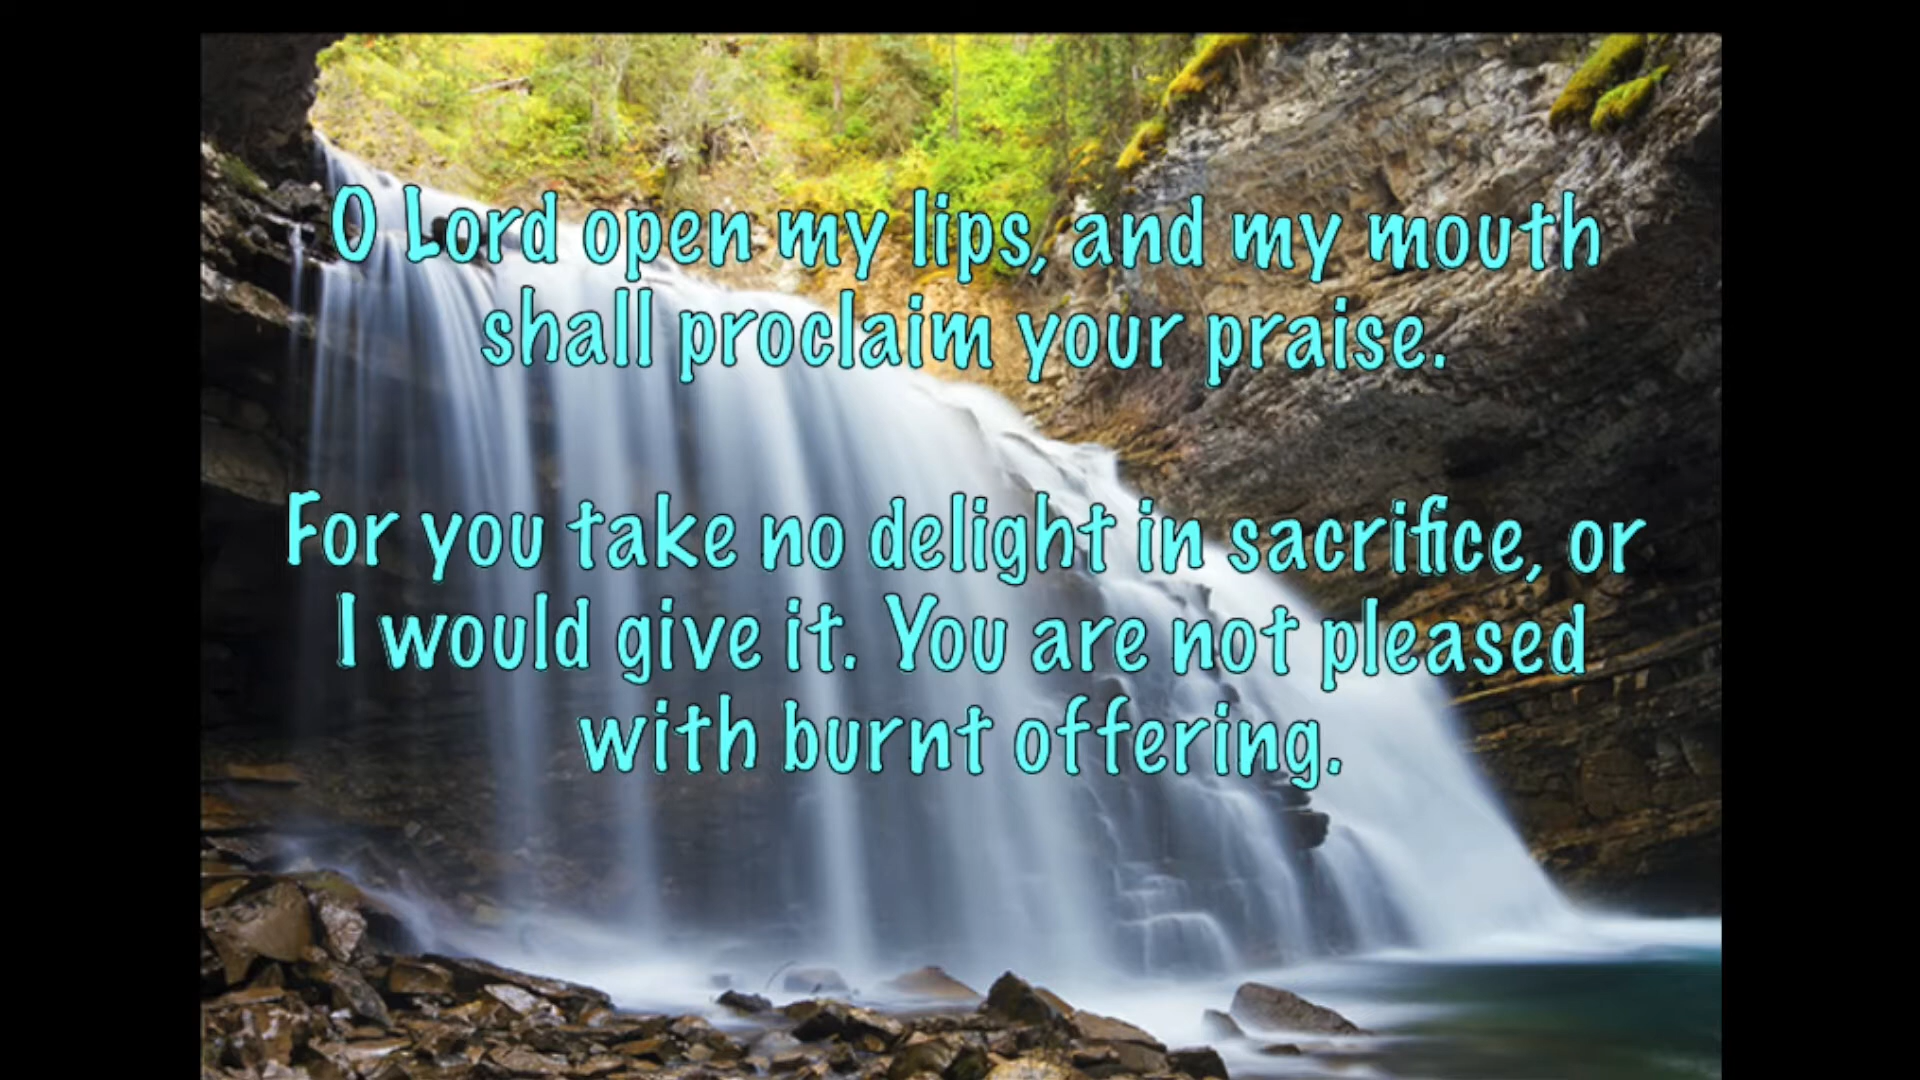 O Lord open my lips, and my mouth
shall proclaim your praise.
For you take no delight in sacrifice, or
I would give it. You are not pleased
with burnt offering.